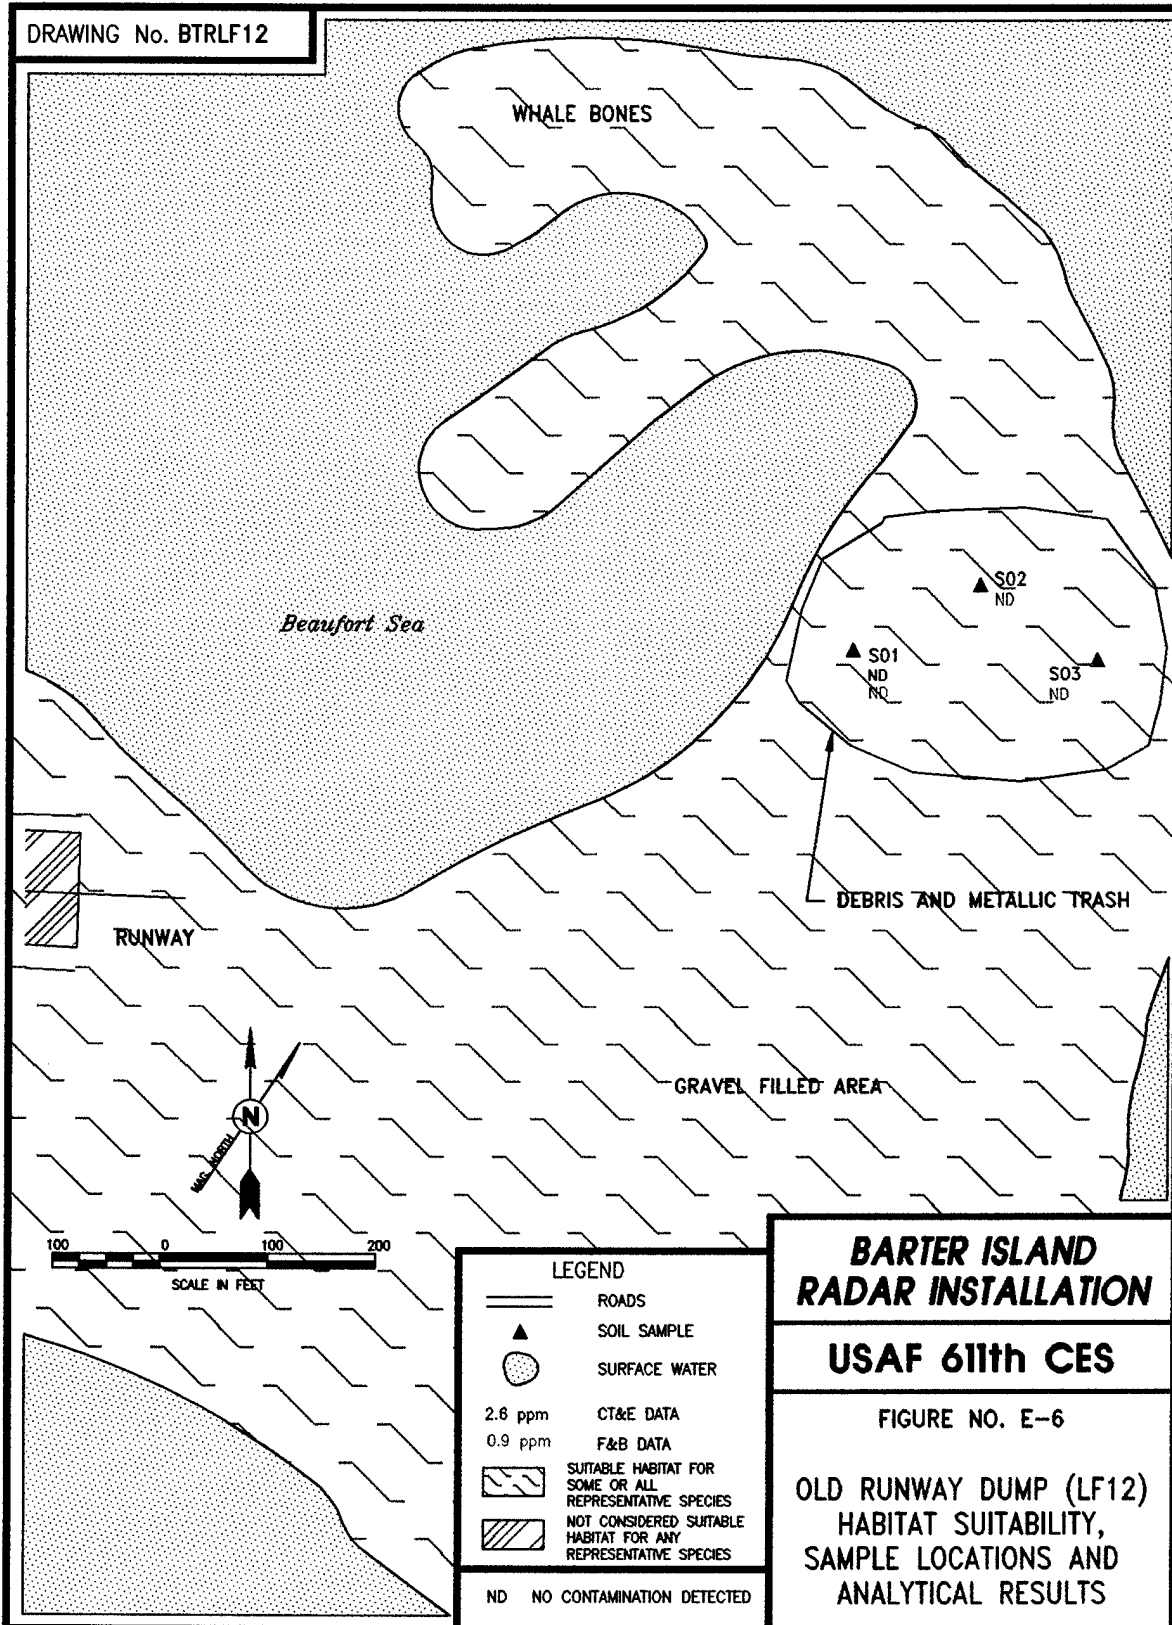 DRAWING No. BTRLF12
WHALE BONES
Beaufort Sea
S02
ND
S01
ND
ND
S03
ND
DEBRIS AND METALLIC TRASH
RUNWAY
GRAVEL FILLED AREA
N
MAG. NORTH
100 0 100 200
SCALE IN FEET
LEGEND
ROADS
SOIL SAMPLE
SURFACE WATER
2.6 ppm CT&E DATA
0.9 ppm F&B DATA
SUITABLE HABITAT FOR
SOME OR ALL
REPRESENTATIVE SPECIES
NOT CONSIDERED SUITABLE
HABITAT FOR ANY
REPRESENTATIVE SPECIES
ND NO CONTAMINATION DETECTED
BARTER ISLAND
RADAR INSTALLATION
USAF 611th CES
FIGURE NO. E-6
OLD RUNWAY DUMP (LF12)
HABITAT SUITABILITY,
SAMPLE LOCATIONS AND
ANALYTICAL RESULTS